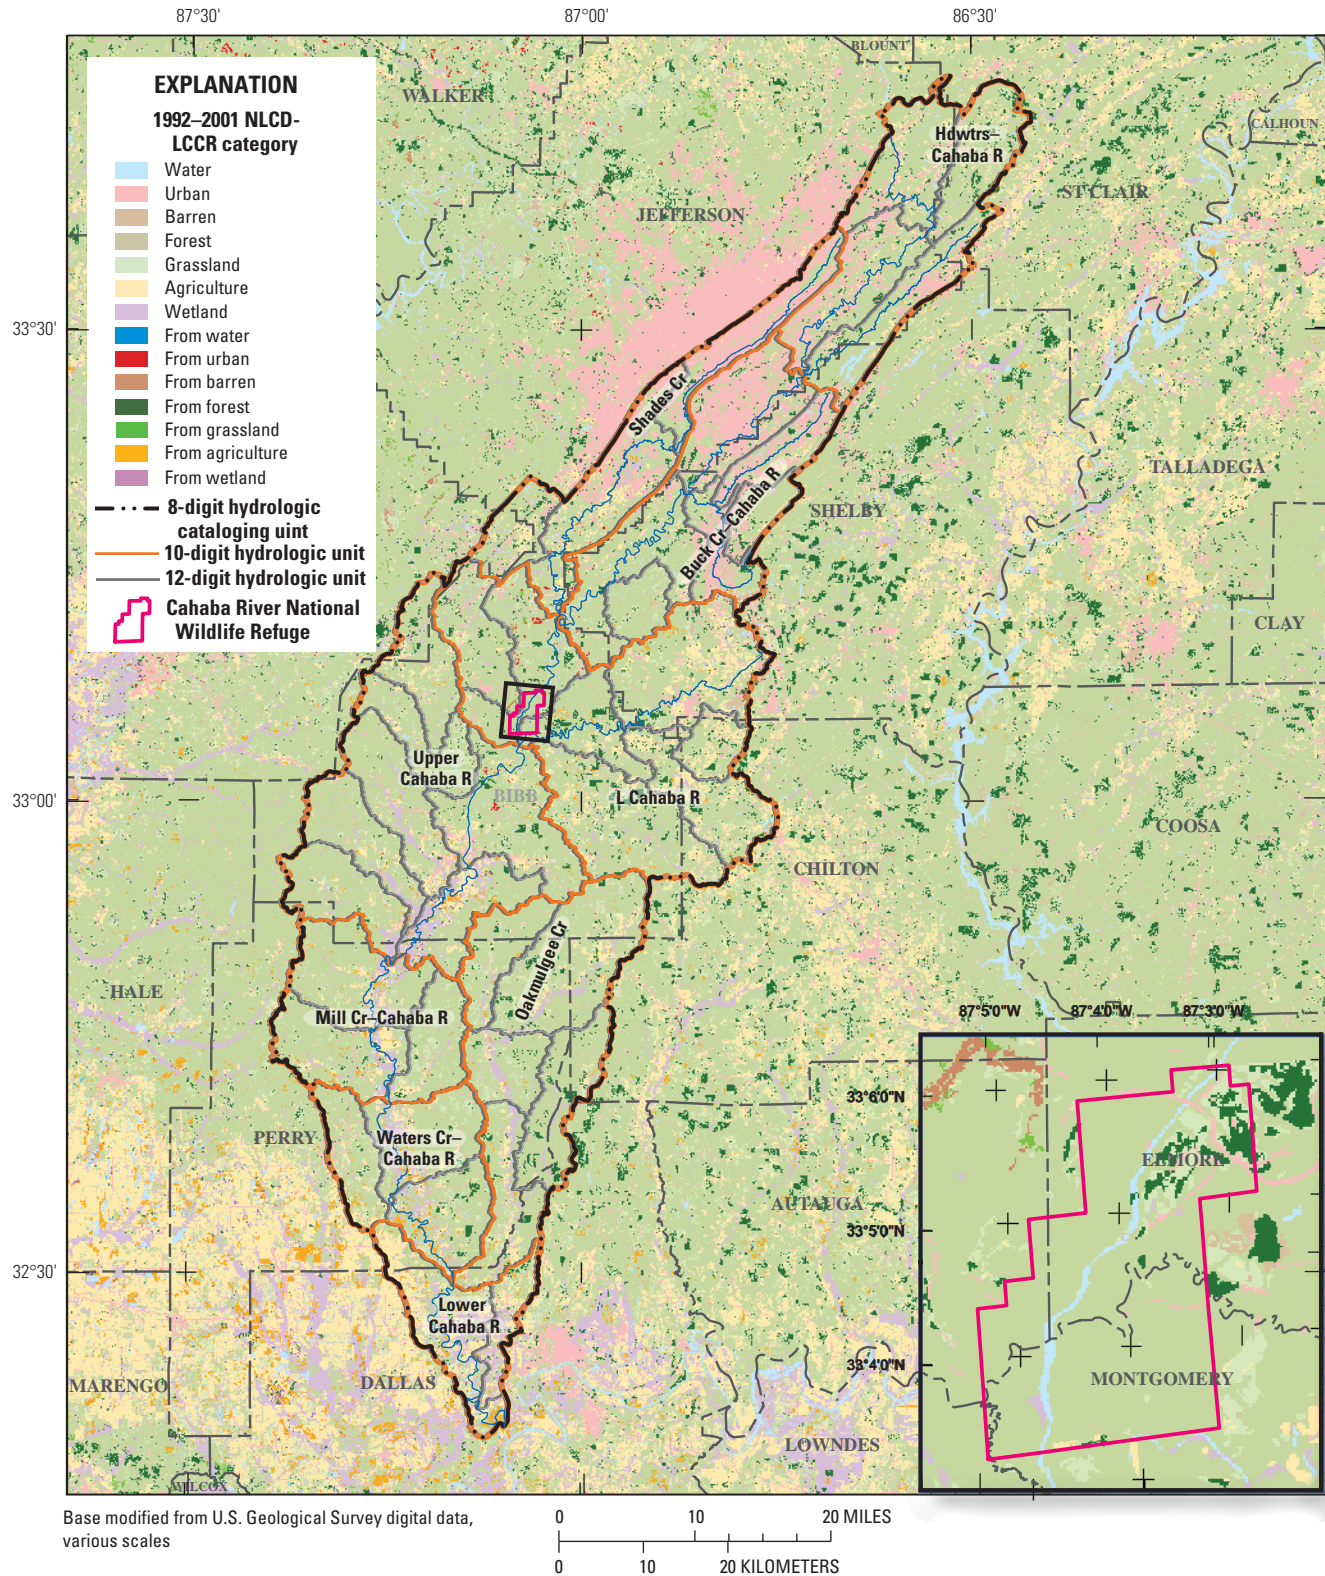 87°30'
87°00'
86°30'
33°30'
33°00'
32°30'
EXPLANATION
1992–2001 NLCD-
LCCR category
Water
Urban
Barren
Forest
Grassland
Agriculture
Wetland
From water
From urban
From barren
From forest
From grassland
From agriculture
From wetland
8-digit hydrologic
cataloging uint
10-digit hydrologic unit
12-digit hydrologic unit
Cahaba River National
Wildlife Refuge
BLOUNT
WALKER
CALHOUN
Hdwtrs–
Cahaba R
ST CLAIR
JEFFERSON
Shades Cr
TALLADEGA
SHELBY
Buck Cr–Cahaba R
CLAY
Upper
Cahaba R
BIBB
L Cahaba R
COOSA
CHILTON
Oakmulgee Cr
HALE
Mill Cr–Cahaba R
PERRY
Waters Cr–
Cahaba R
AUTAUGA
Lower
Cahaba R
MARENGO
DALLAS
LOWNDES
WILCOX
87°5'0"W
87°4'0"W
87°3'0"W
33°6'0"N
33°5'0"N
33°4'0"N
ELMORE
MONTGOMERY
Base modified from U.S. Geological Survey digital data,
various scales
0 10 20 MILES
0 10 20 KILOMETERS